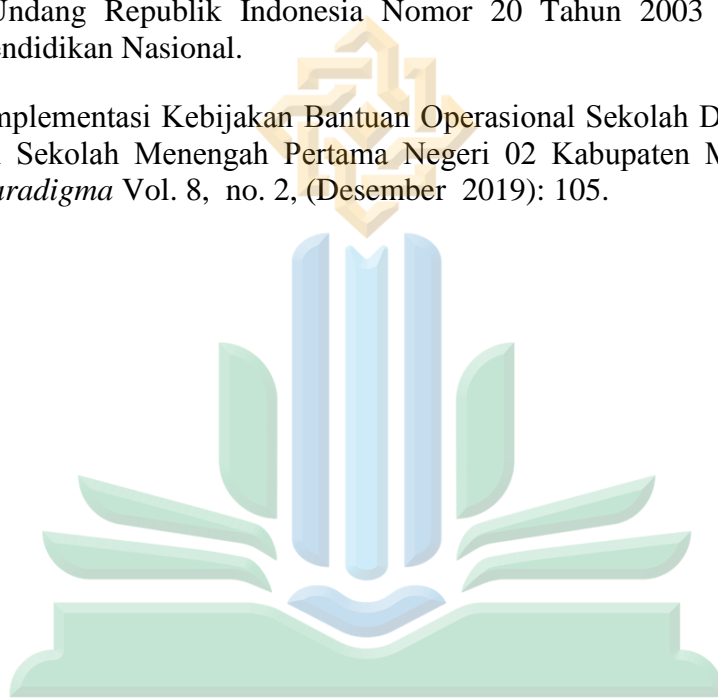 Undang Republik Indonesia Nomor 20 Tahun 2003
endidikan Nasional.
mplementasi Kebijakan Bantuan Operasional Sekolah D
Sekolah Menengah Pertama Negeri 02 Kabupaten M
aradigma Vol. 8, no. 2, (Desember 2019): 105.